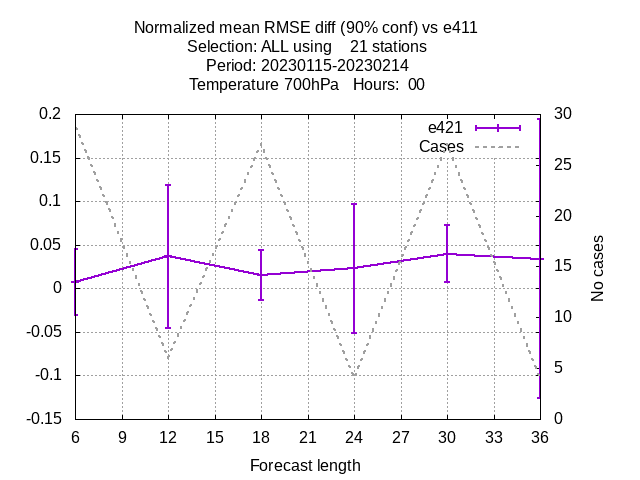 Normalized mean RMSE diff (90% conf) vs e411
Selection: ALL using    21 stations
Period: 20230115-20230214
Temperature 700hPa   Hours:  00
0.2
0.15
0.1
0.05
0
-0.05
-0.1
-0.15
30
25
20
15
10
5
0
e421
Cases
No cases
6 9 12 15 18 21 24 27 30 33 36
Forecast length